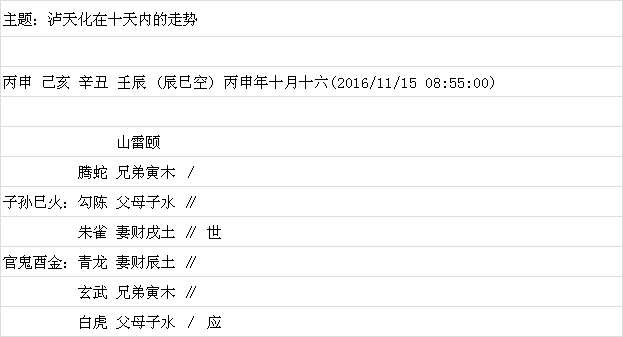 主题：泸天化在十天内的走势
丙申 己亥 辛丑 壬辰 (辰巳空) 丙申年十月十六(2016/11/15 08:55:00)
山雷颐
腾蛇 兄弟寅木 /
子孙巳火：勾陈 父母子水 //
朱雀 妻财戌土 // 世
官鬼酉金：青龙 妻财辰土 //
玄武 兄弟寅木 //
白虎 父母子水 / 应